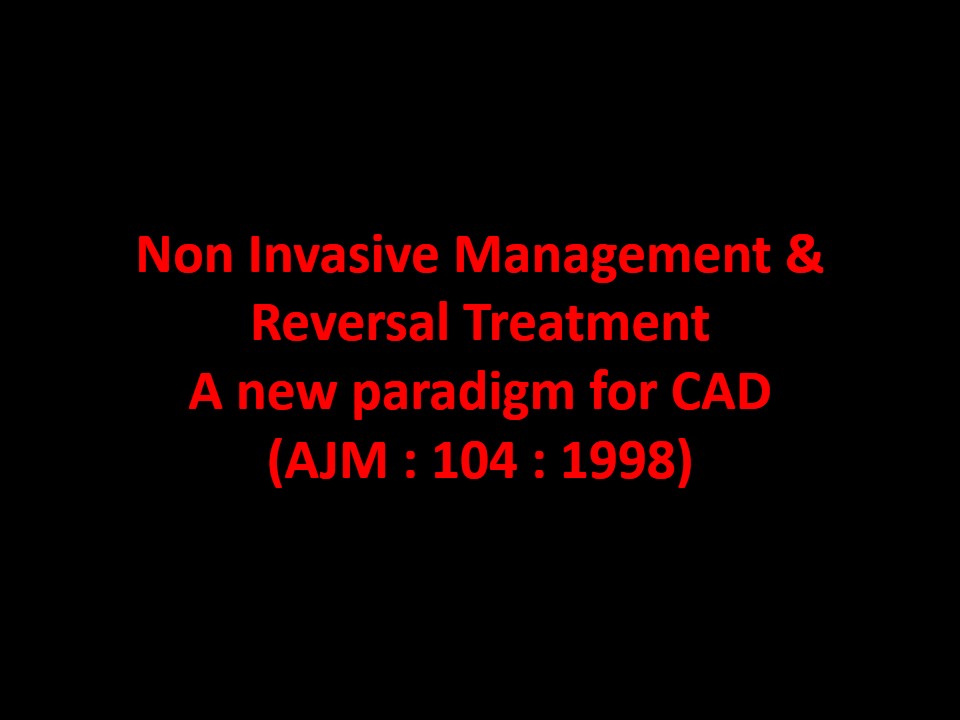 Non Invasive Management &
Reversal Treatment
A new paradigm for CAD
(AJM : 104 : 1998)